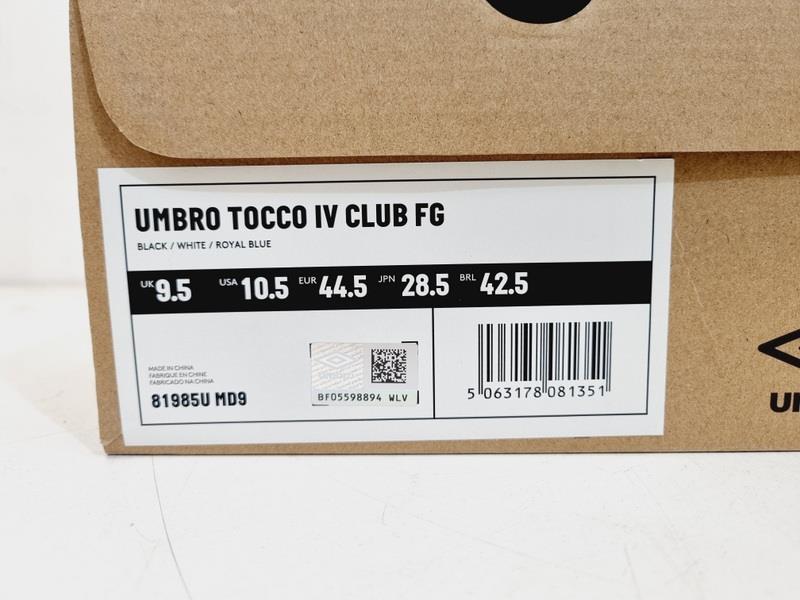 UMBRO TOCCO IV CLUB FG
BLACK / WHITE / ROYAL BLUE
UK 9.5 USA 10.5 EUR 44.5 JPN 28.5 BRL 42.5
MADE IN CHINA
FABRIQUE EN CHINE
FABRICADO NA CHINA
81985U MD9
umbro
BF05598894 WLV
5 063178 081351